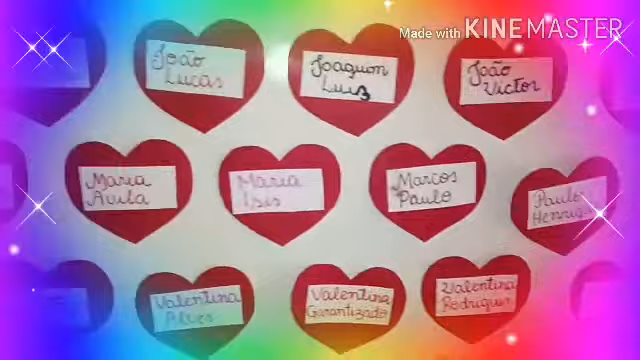 Made with KINEMASTER
João
Lucas
Joaquim
Luiz
João
Victor
Maria
Ávila
Maria
Isis
Marcos
Paulo
Paulo
Henrique
Valentina
Alves
Valentina
Garantizado
Valentina
Rodrigues